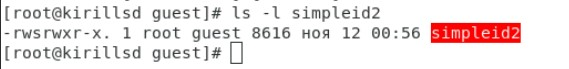 [root@kirillsd guest]# ls -l simpleid2
-rwsrwxr-x. 1 root guest 8616 ноя 12 00:56 simpleid2
[root@kirillsd guest]#